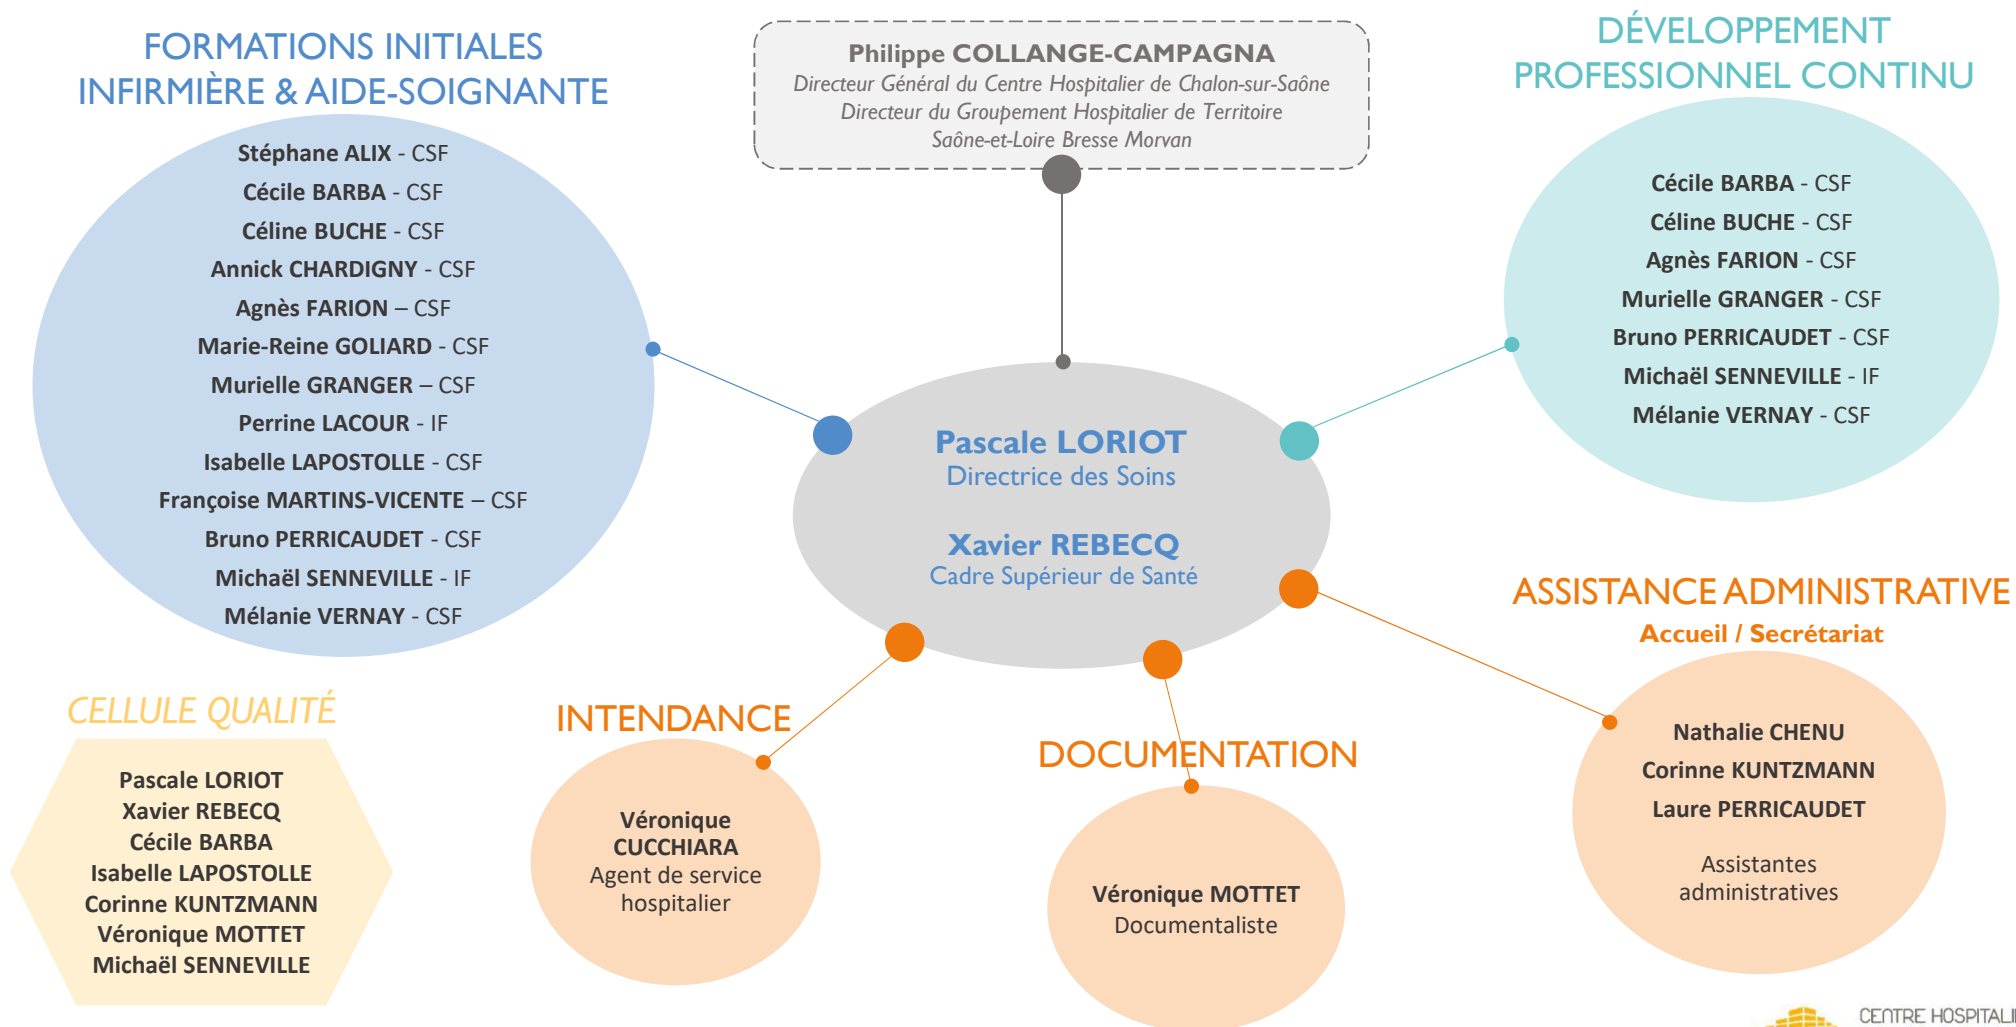 FORMATIONS INITIALES
INFIRMIÈRE & AIDE-SOIGNANTE
Stéphane ALIX - CSF
Cécile BARBA - CSF
Céline BUCHE - CSF
Annick CHARDIGNY - CSF
Agnès FARION – CSF
Marie-Reine GOLIARD - CSF
Murielle GRANGER – CSF
Perrine LACOUR - IF
Isabelle LAPOSTOLLE - CSF
Françoise MARTINS-VICENTE – CSF
Bruno PERRICAUDET - CSF
Michaël SENNEVILLE - IF
Mélanie VERNAY - CSF
Philippe COLLANGE-CAMPAGNA
Directeur Général du Centre Hospitalier de Chalon-sur-Saône
Directeur du Groupement Hospitalier de Territoire
Saône-et-Loire Bresse Morvan
DÉVELOPPEMENT
PROFESSIONNEL CONTINU
Cécile BARBA - CSF
Céline BUCHE - CSF
Agnès FARION - CSF
Murielle GRANGER - CSF
Bruno PERRICAUDET - CSF
Michaël SENNEVILLE - IF
Mélanie VERNAY - CSF
Pascale LORIOT
Directrice des Soins
Xavier REBECQ
Cadre Supérieur de Santé
CELLULE QUALITÉ
Pascale LORIOT
Xavier REBECQ
Cécile BARBA
Isabelle LAPOSTOLLE
Corinne KUNTZMANN
Véronique MOTTET
Michaël SENNEVILLE
INTENDANCE
Véronique
CUCCHIARA
Agent de service
hospitalier
DOCUMENTATION
Véronique MOTTET
Documentaliste
ASSISTANCE ADMINISTRATIVE
Accueil / Secrétariat
Nathalie CHENU
Corinne KUNTZMANN
Laure PERRICAUDET
Assistantes
administratives
CENTRE HOSPITALI